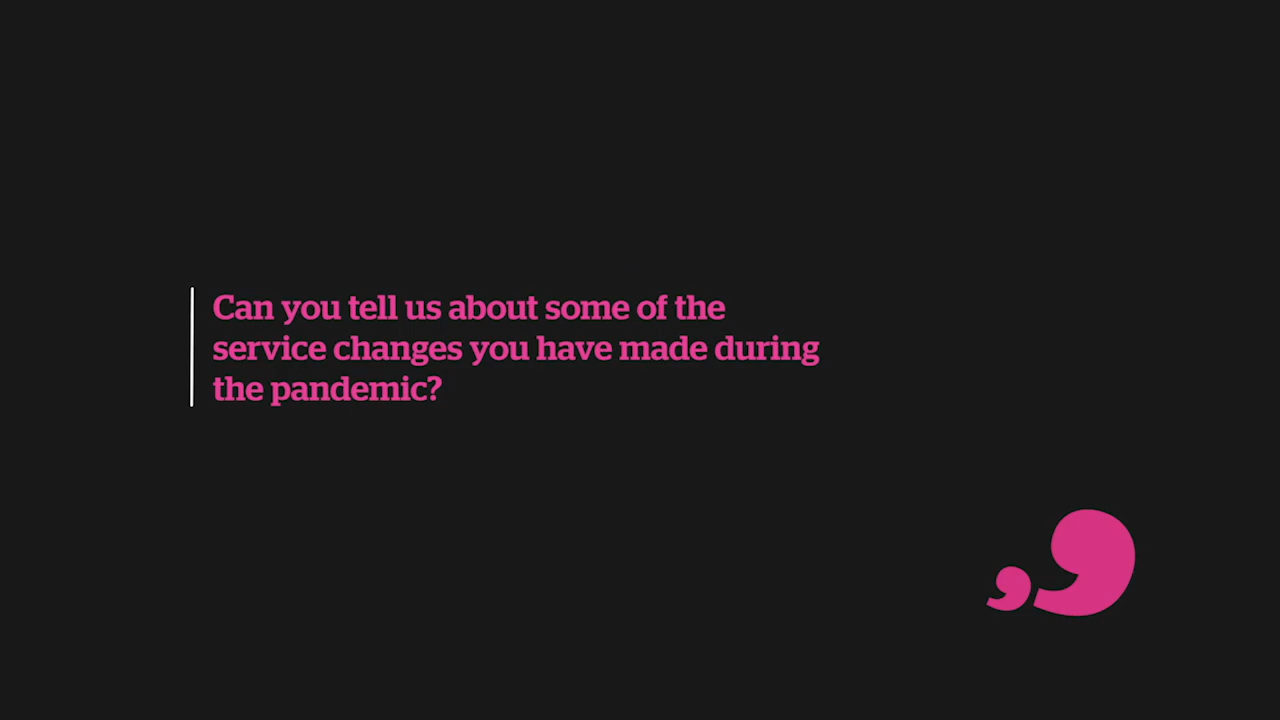 Can you tell us about some of the
service changes you have made during
the pandemic?